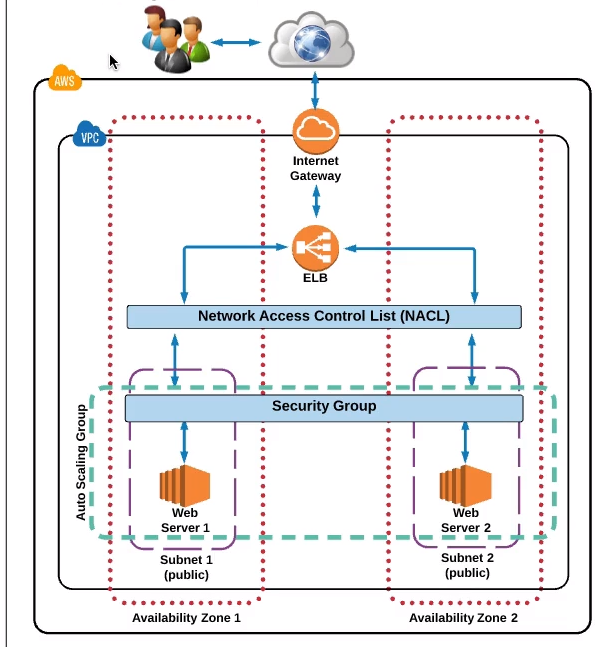 AWS
VPC
Internet
Gateway
ELB
Network Access Control List (NACL)
Security Group
Auto Scaling Group
Web
Server 1
Web
Server 2
Subnet 1
(public)
Subnet 2
(public)
Availability Zone 1
Availability Zone 2